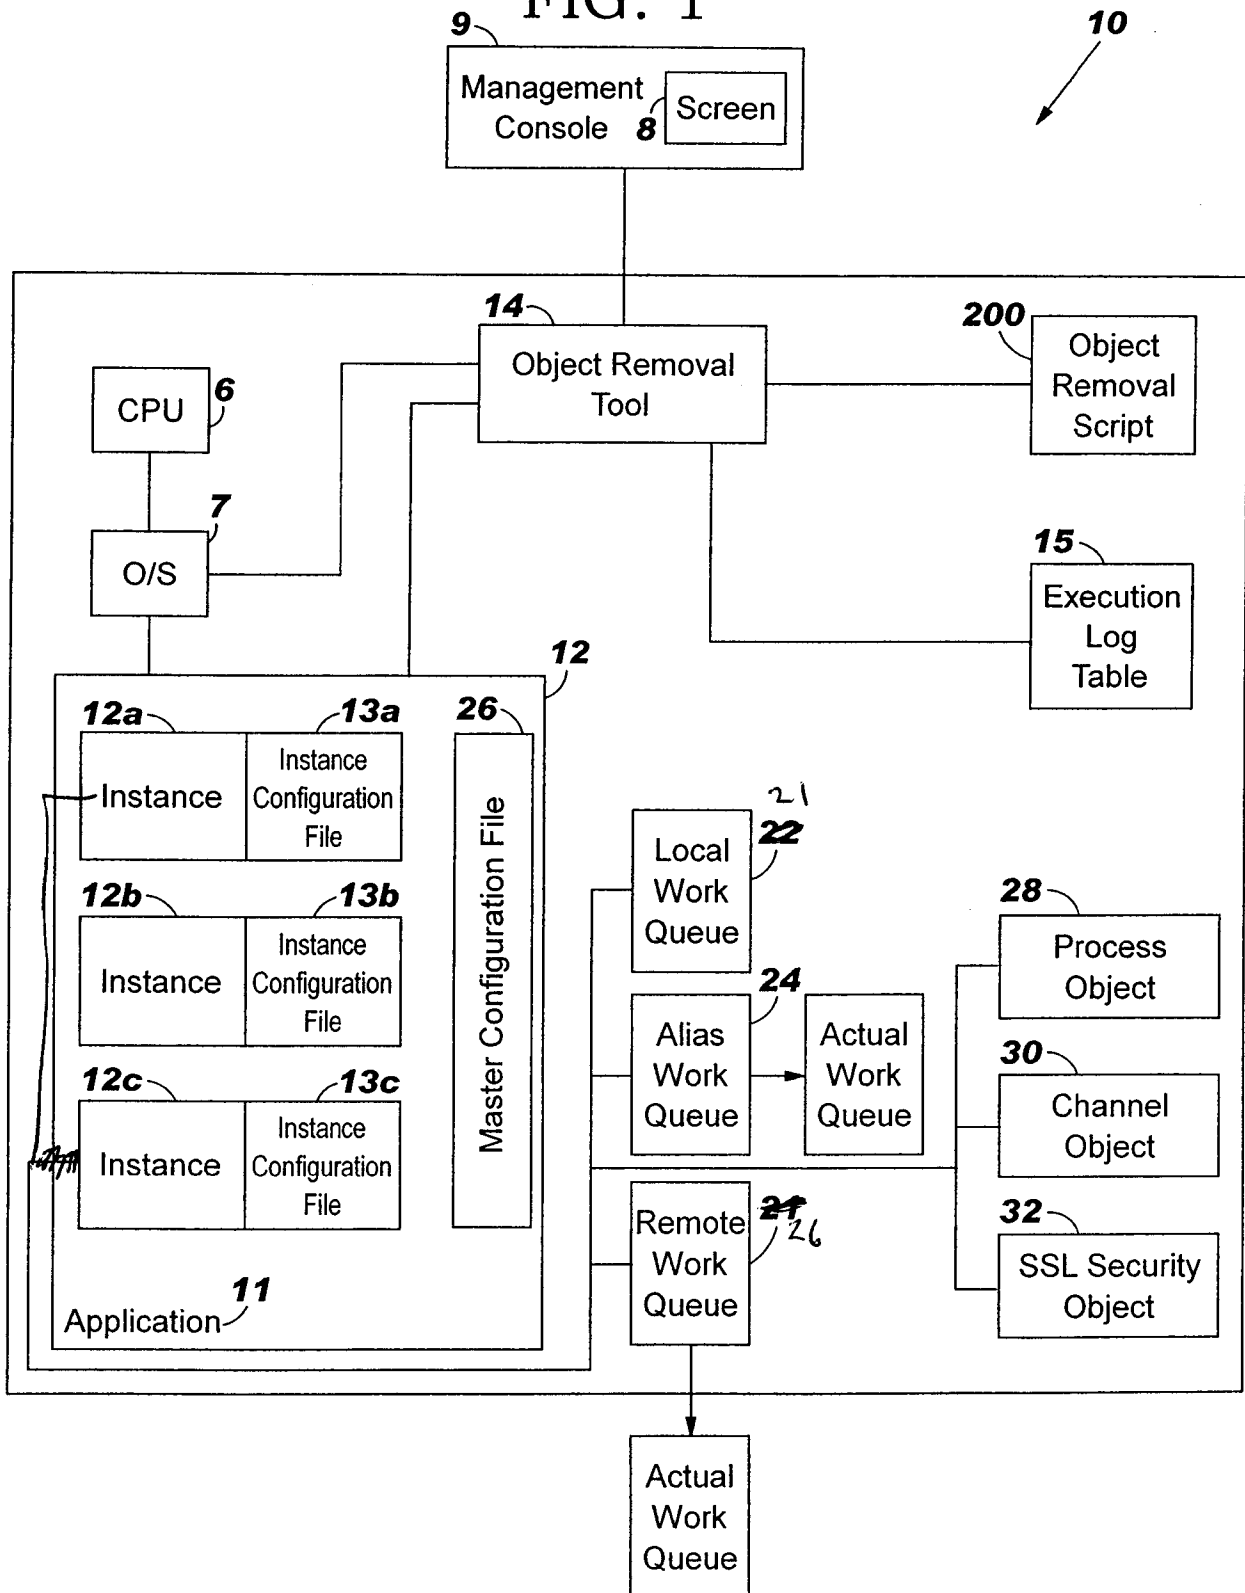 FIG. 1
9
10
Management
Console
8
Screen
14
200
Object Removal
Tool
Object
Removal
Script
CPU
6
7
O/S
15
Execution
Log
Table
12
12a
13a
26
Instance
Instance
Configuration
File
12b
13b
Instance
Instance
Configuration
File
12c
13c
Instance
Instance
Configuration
File
Master Configuration File
Application
11
21
22
Local
Work
Queue
24
Alias
Work
Queue
Actual
Work
Queue
26
Remote
Work
Queue
28
Process
Object
30
Channel
Object
32
SSL Security
Object
Actual
Work
Queue